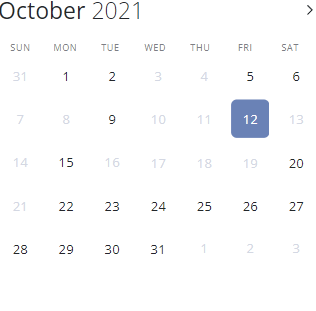 October 2021 >
SUN MON TUE WED THU FRI SAT
31 1 2 3 4 5 6
7 8 9 10 11 12 13
14 15 16 17 18 19 20
21 22 23 24 25 26 27
28 29 30 31 1 2 3